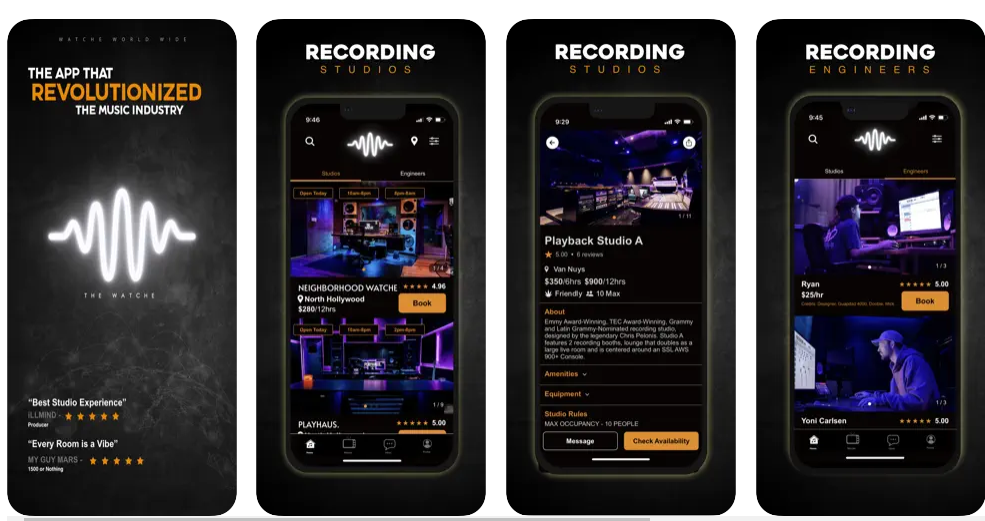 WATCHE WORLD WIDE
THE APP THAT
REVOLUTIONIZED
THE MUSIC INDUSTRY
THE WATCHE
“Best Studio Experience”
iLLMIND -
Producer
“Every Room is a Vibe”
MY GUY MARS -
1500 or Nothing
RECORDING
STUDIOS
9:46
Studios
Engineers
Open Today
10am-6pm
8pm-8am
NEIGHBORHOOD WATCHE
4.96
North Hollywood
$280/12hrs
Book
Open Today
2pm-8pm
1/9
PLAYHAUS.
5.00
RECORDING
STUDIOS
9:29
1/11
Playback Studio A
5.00 • 6 reviews
Van Nuys
$350/6hrs $900/12hrs
Friendly 10 Max
About
Emmy Award-Winning, TEC Award-Winning, Grammy
and Latin Grammy-Nominated recording studio,
designed by the legendary Chris Pelonis. Studio A
features 2 recording booths, lounge that doubles as a
large live room and is centered around an SSL AWS
900+ Console.
Amenities
Equipment
Studio Rules
MAX OCCUPANCY - 10 PEOPLE
Message
Check Availability
RECORDING
ENGINEERS
9:45
Studios
Engineers
1/3
Ryan
5.00
$25/hr
Book
1/3
Yoni Carlsen
5.00